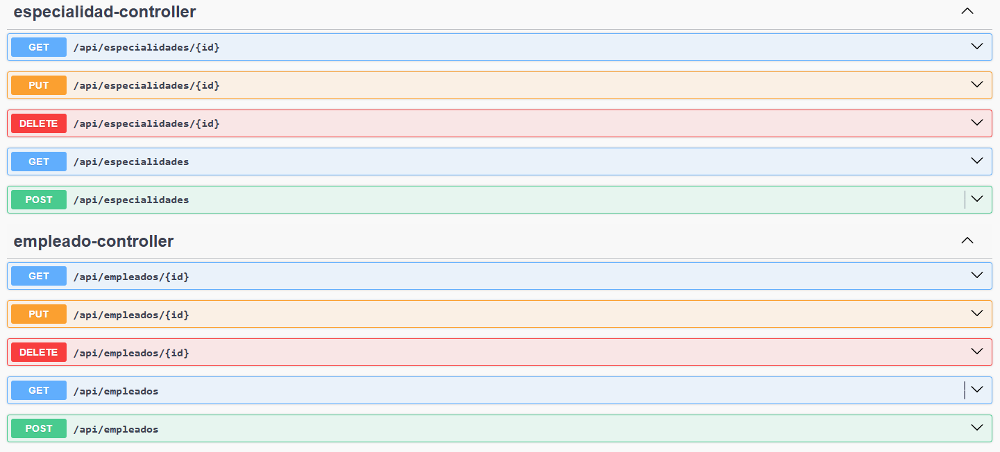 especialidad-controller
GET /api/especialidades/{id}
PUT /api/especialidades/{id}
DELETE /api/especialidades/{id}
GET /api/especialidades
POST /api/especialidades
empleado-controller
GET /api/empleados/{id}
PUT /api/empleados/{id}
DELETE /api/empleados/{id}
GET /api/empleados
POST /api/empleados